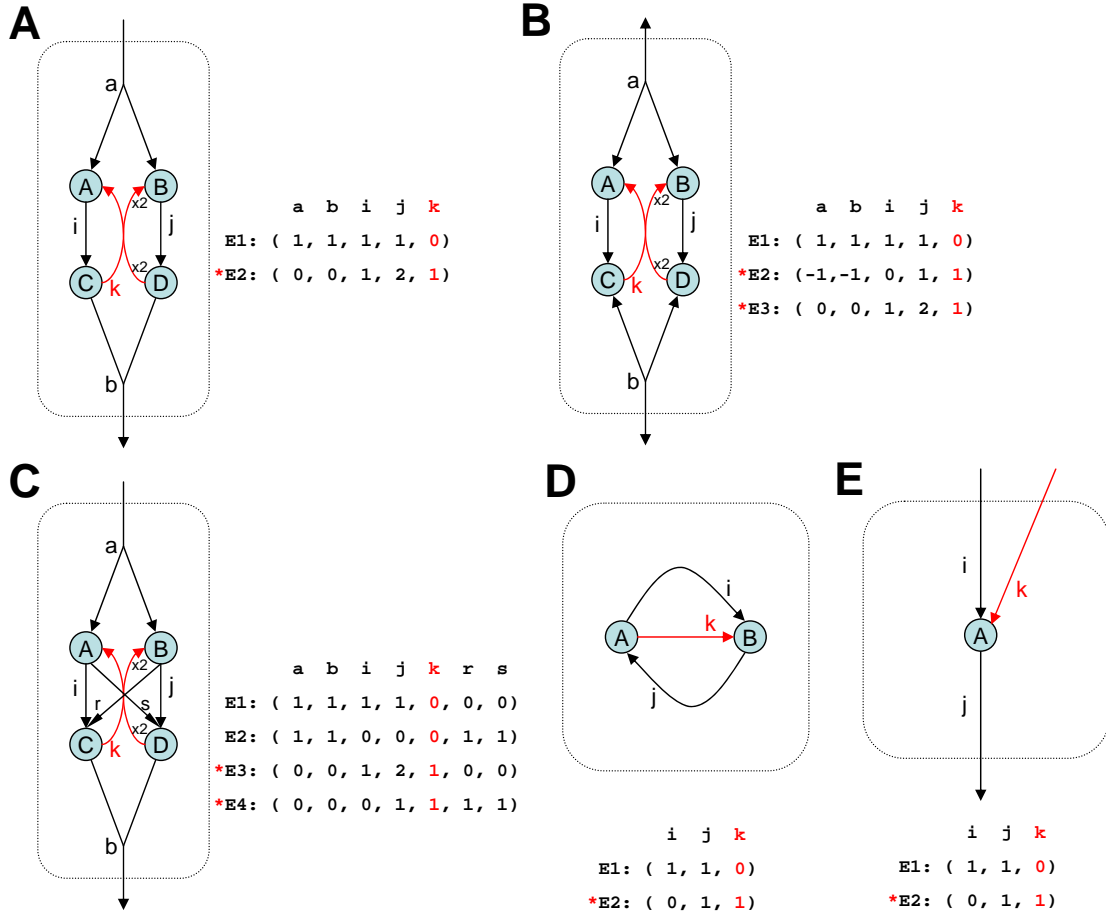 A
a
A
B
x2
i
j
x2
C
D
k
b
a b i j k
E1: ( 1, 1, 1, 1, 0)
*E2: ( 0, 0, 1, 2, 1)
B
a
A
B
x2
i
j
x2
C
D
k
b
a b i j k
E1: ( 1, 1, 1, 1, 0)
*E2: (-1,-1, 0, 1, 1)
*E3: ( 0, 0, 1, 2, 1)
C
a
A
B
x2
i
j
r
s
x2
C
D
k
b
a b i j k r s
E1: ( 1, 1, 1, 1, 0, 0, 0)
E2: ( 1, 1, 0, 0, 0, 1, 1)
*E3: ( 0, 0, 1, 2, 1, 0, 0)
*E4: ( 0, 0, 0, 1, 1, 1, 1)
D
i
k
A
B
j
i j k
E1: ( 1, 1, 0)
*E2: ( 0, 1, 1)
E
i
k
A
j
i j k
E1: ( 1, 1, 0)
*E2: ( 0, 1, 1)